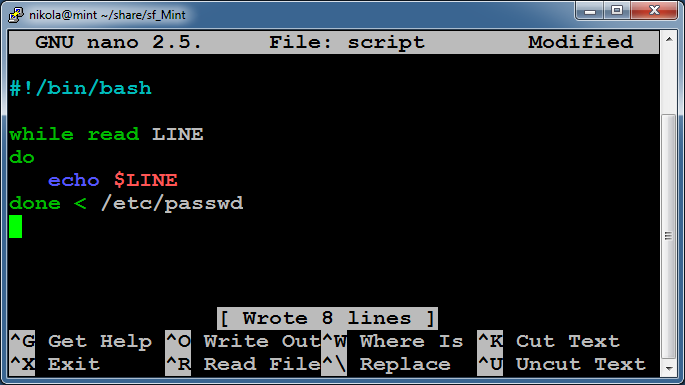 nikola@mint ~/share/sf_Mint
GNU nano 2.5. File: script Modified
#!/bin/bash
while read LINE
do
echo $LINE
done < /etc/passwd
[ Wrote 8 lines ]
^G Get Help ^O Write Out ^W Where Is ^K Cut Text
^X Exit ^R Read File ^\ Replace ^U Uncut Text